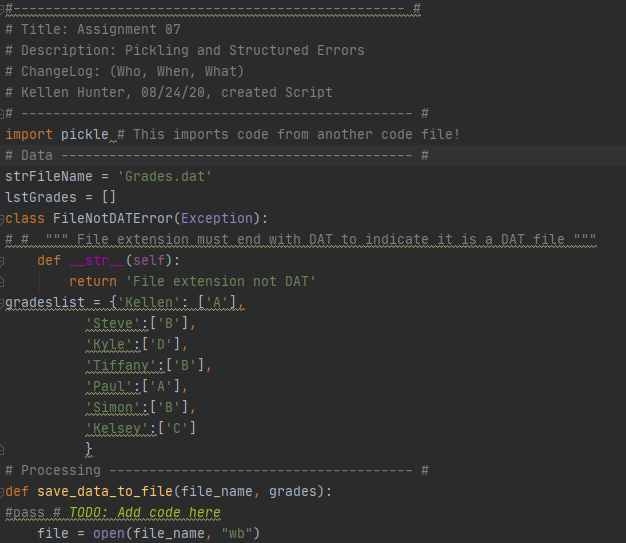 #------------------------------------------------- #
# Title: Assignment 07
# Description: Pickling and Structured Errors
# ChangeLog: (Who, When, What)
# Kellen Hunter, 08/24/20, created Script
# ------------------------------------------------- #
import pickle # This imports code from another code file!
# Data -------------------------------------------- #
strFileName = 'Grades.dat'
lstGrades = []
class FileNotDATError(Exception):
# #  """ File extension must end with DAT to indicate it is a DAT file """
    def __str__(self):
        return 'File extension not DAT'
gradeslist = {'Kellen': ['A'],
          'Steve':['B'],
          'Kyle':['D'],
          'Tiffany':['B'],
          'Paul':['A'],
          'Simon':['B'],
          'Kelsey':['C']
          }
# Processing -------------------------------------- #
def save_data_to_file(file_name, grades):
#pass # TODO: Add code here
    file = open(file_name, "wb")